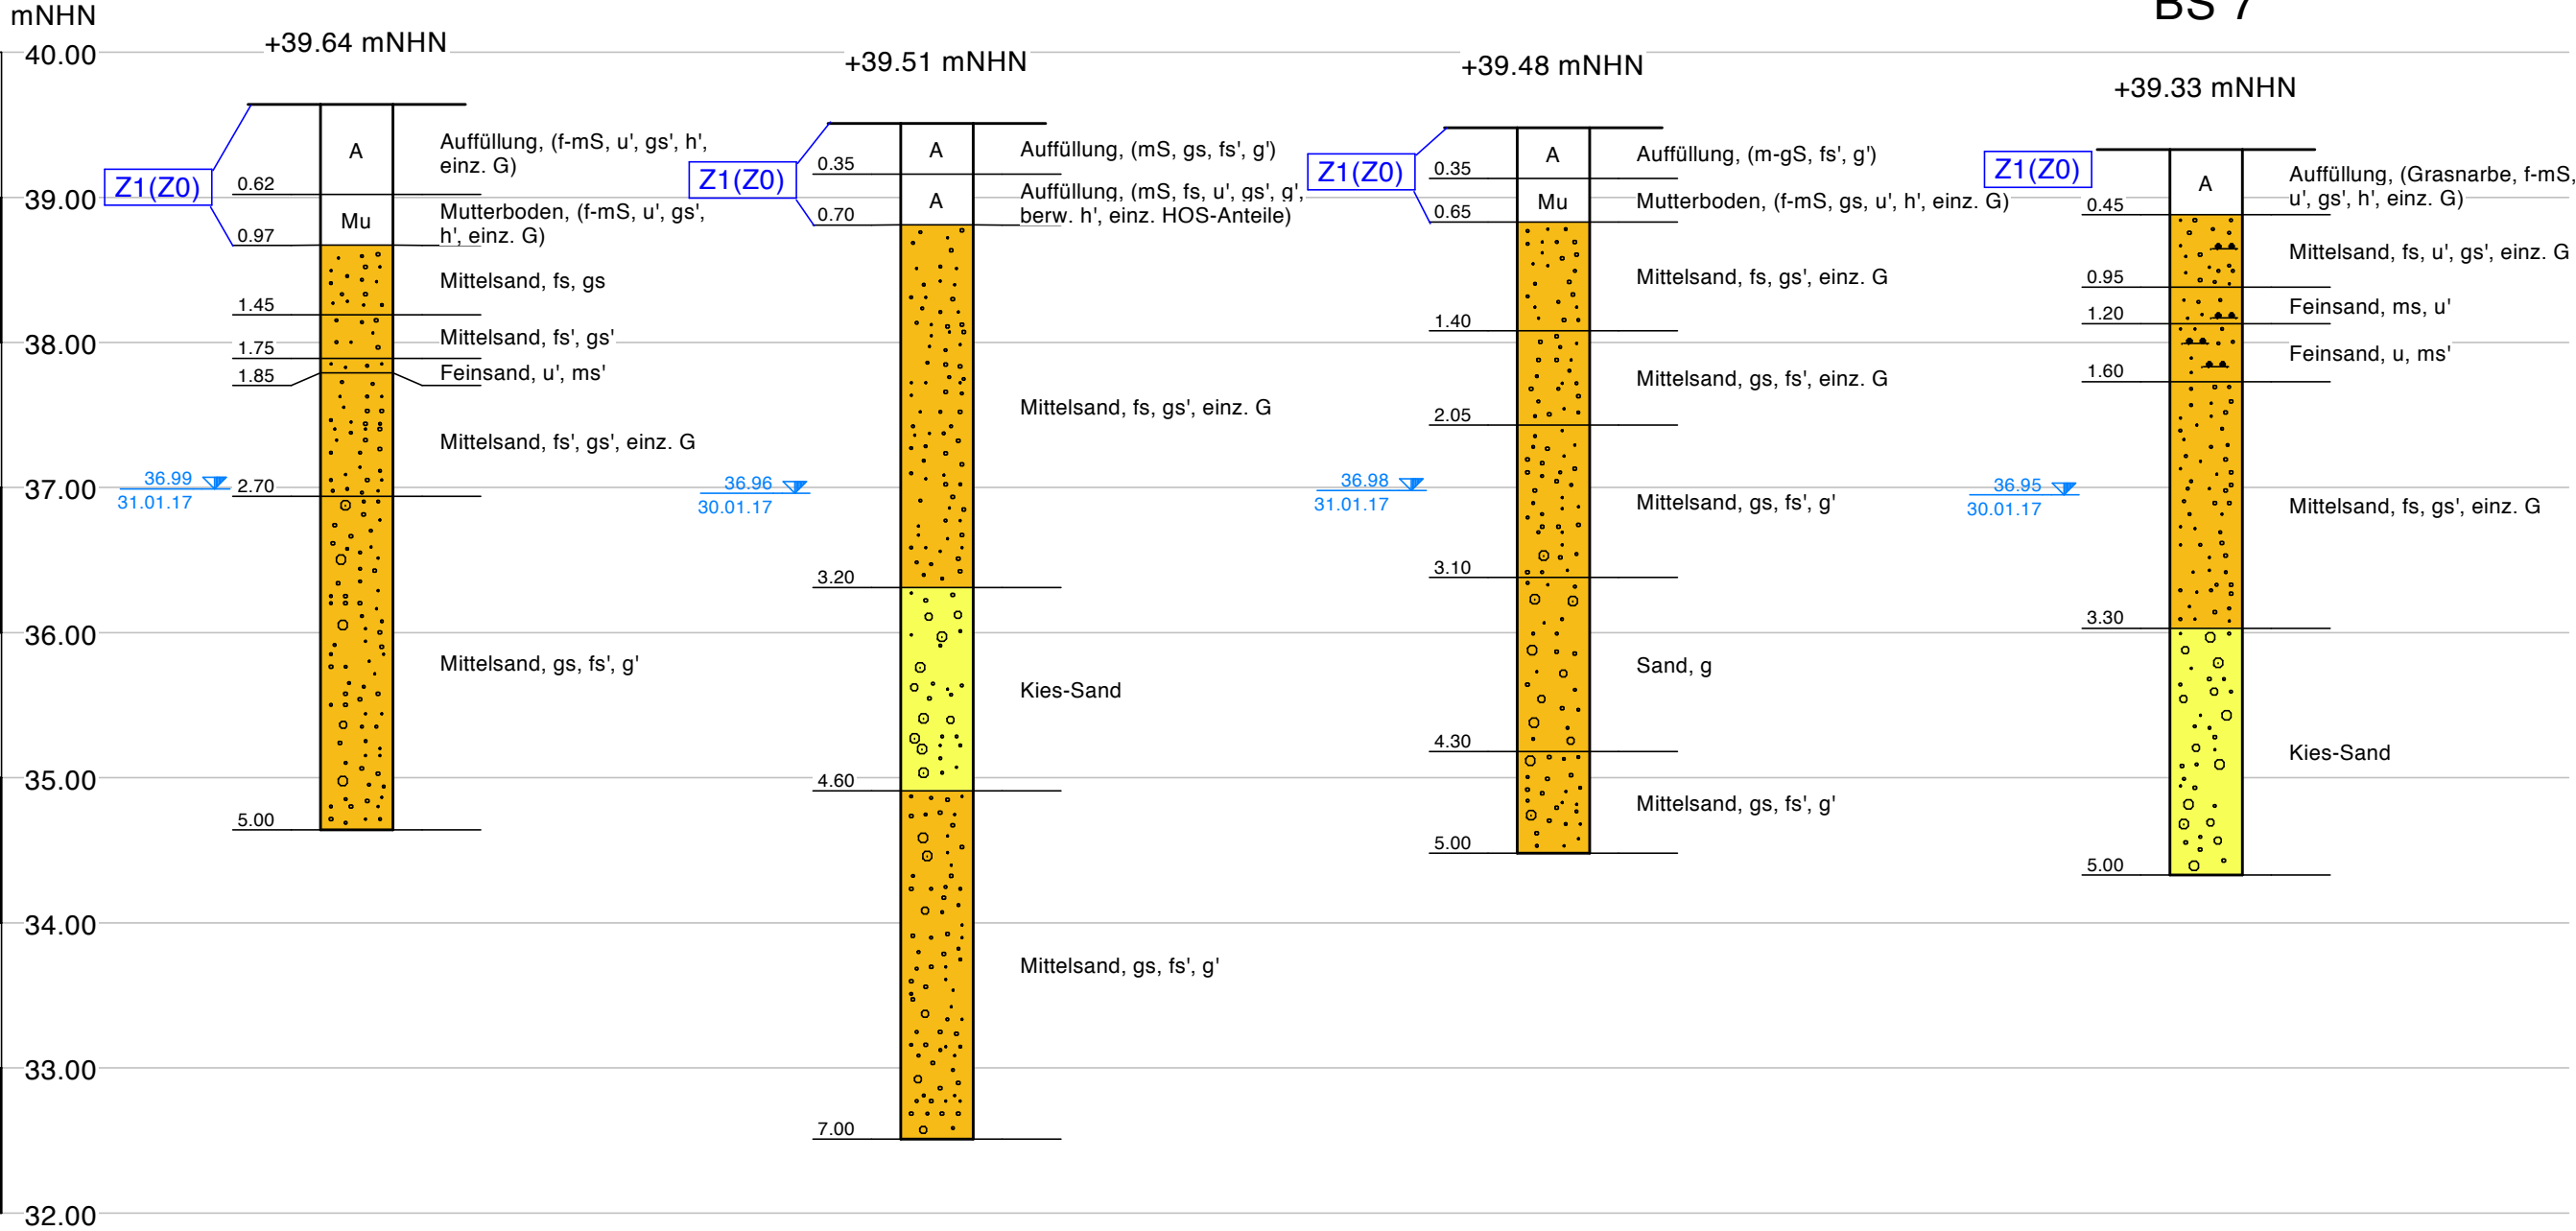 mNHN
40.00
39.00
38.00
37.00
36.00
35.00
34.00
33.00
32.00
+39.64 mNHN
Z1(Z0)
A
Auffüllung, (f-mS, u', gs', h',
einz. G)
0.62
Mu
Mutterboden, (f-mS, u', gs',
h', einz. G)
0.97
Mittelsand, fs, gs
1.45
Mittelsand, fs', gs'
1.75
Feinsand, u', ms'
1.85
Mittelsand, fs', gs', einz. G
36.99
31.01.17
2.70
Mittelsand, gs, fs', g'
5.00
+39.51 mNHN
Z1(Z0)
A
Auffüllung, (mS, gs, fs', g')
0.35
A
Auffüllung, (mS, fs, u', gs', g',
berw. h', einz. HOS-Anteile)
0.70
Mittelsand, fs, gs', einz. G
36.96
30.01.17
3.20
Kies-Sand
4.60
Mittelsand, gs, fs', g'
7.00
+39.48 mNHN
Z1(Z0)
A
Auffüllung, (m-gS, fs', g')
0.35
Mu
Mutterboden, (f-mS, gs, u', h', einz. G)
0.65
Mittelsand, fs, gs', einz. G
1.40
Mittelsand, gs, fs', einz. G
2.05
36.98
31.01.17
Mittelsand, gs, fs', g'
3.10
Sand, g
4.30
Mittelsand, gs, fs', g'
5.00
BS 7
+39.33 mNHN
Z1(Z0)
A
Auffüllung, (Grasnarbe, f-mS,
u', gs', h', einz. G)
0.45
Mittelsand, fs, u', gs', einz. G
0.95
Feinsand, ms, u'
1.20
Feinsand, u, ms'
1.60
36.95
30.01.17
Mittelsand, fs, gs', einz. G
3.30
Kies-Sand
5.00